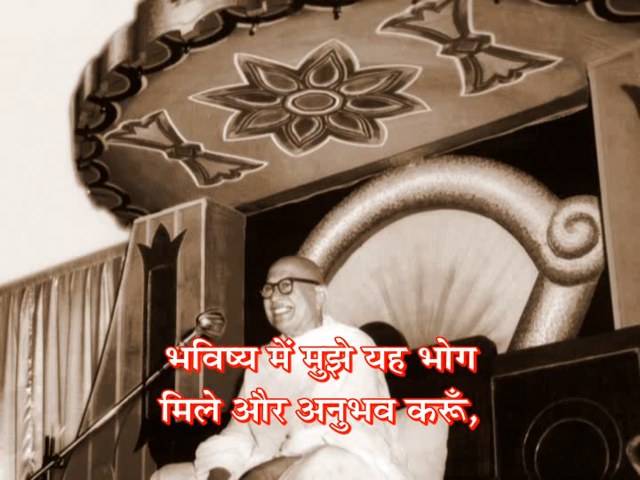 भविष्य में मुझे यह भोग
मिले और अनुभव करूँ,